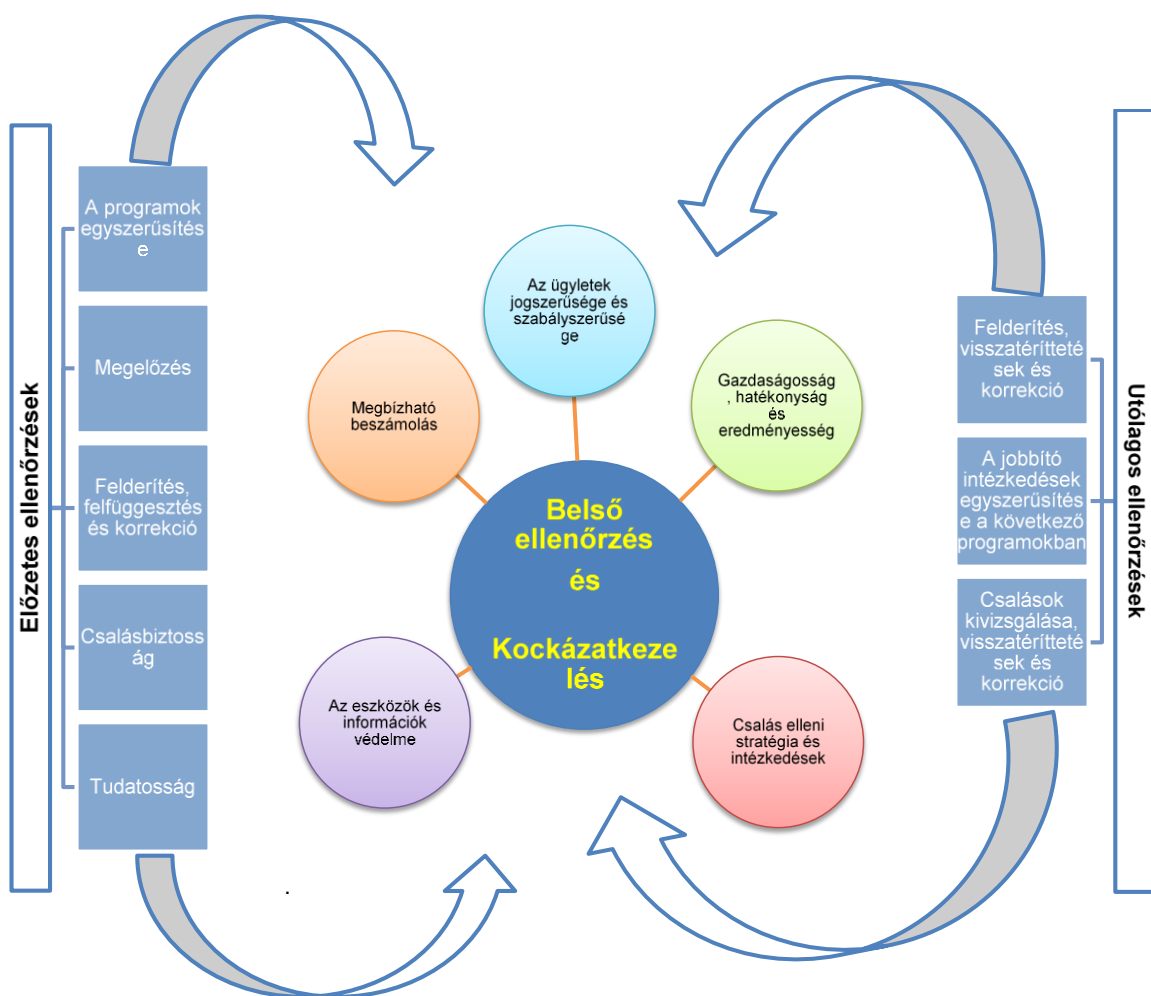 Előzetes ellenőrzések
A programok
egyszerűsítés
e
Megelőzés
Felderítés,
felfüggesztés
és korrekció
Csalásbiztoss
ág
Tudatosság
Az ügyletek
jogszerűsége és
szabályszerűsé
ge
Megbízható
beszámolás
Gazdaságosság
, hatékonyság
és
eredményesség
Belső
ellenőrzés
és
Kockázatkeze
lés
Az eszközök és
információk
védelme
Csalás elleni
stratégia és
intézkedések
.
Felderítés,
visszatérítteté
sek és
korrekció
A jobbító
intézkedések
egyszerűsítés
e a következő
programokban
Csalások
kivizsgálása,
visszatérítteté
sek és
korrekció
Utólagos ellenőrzések